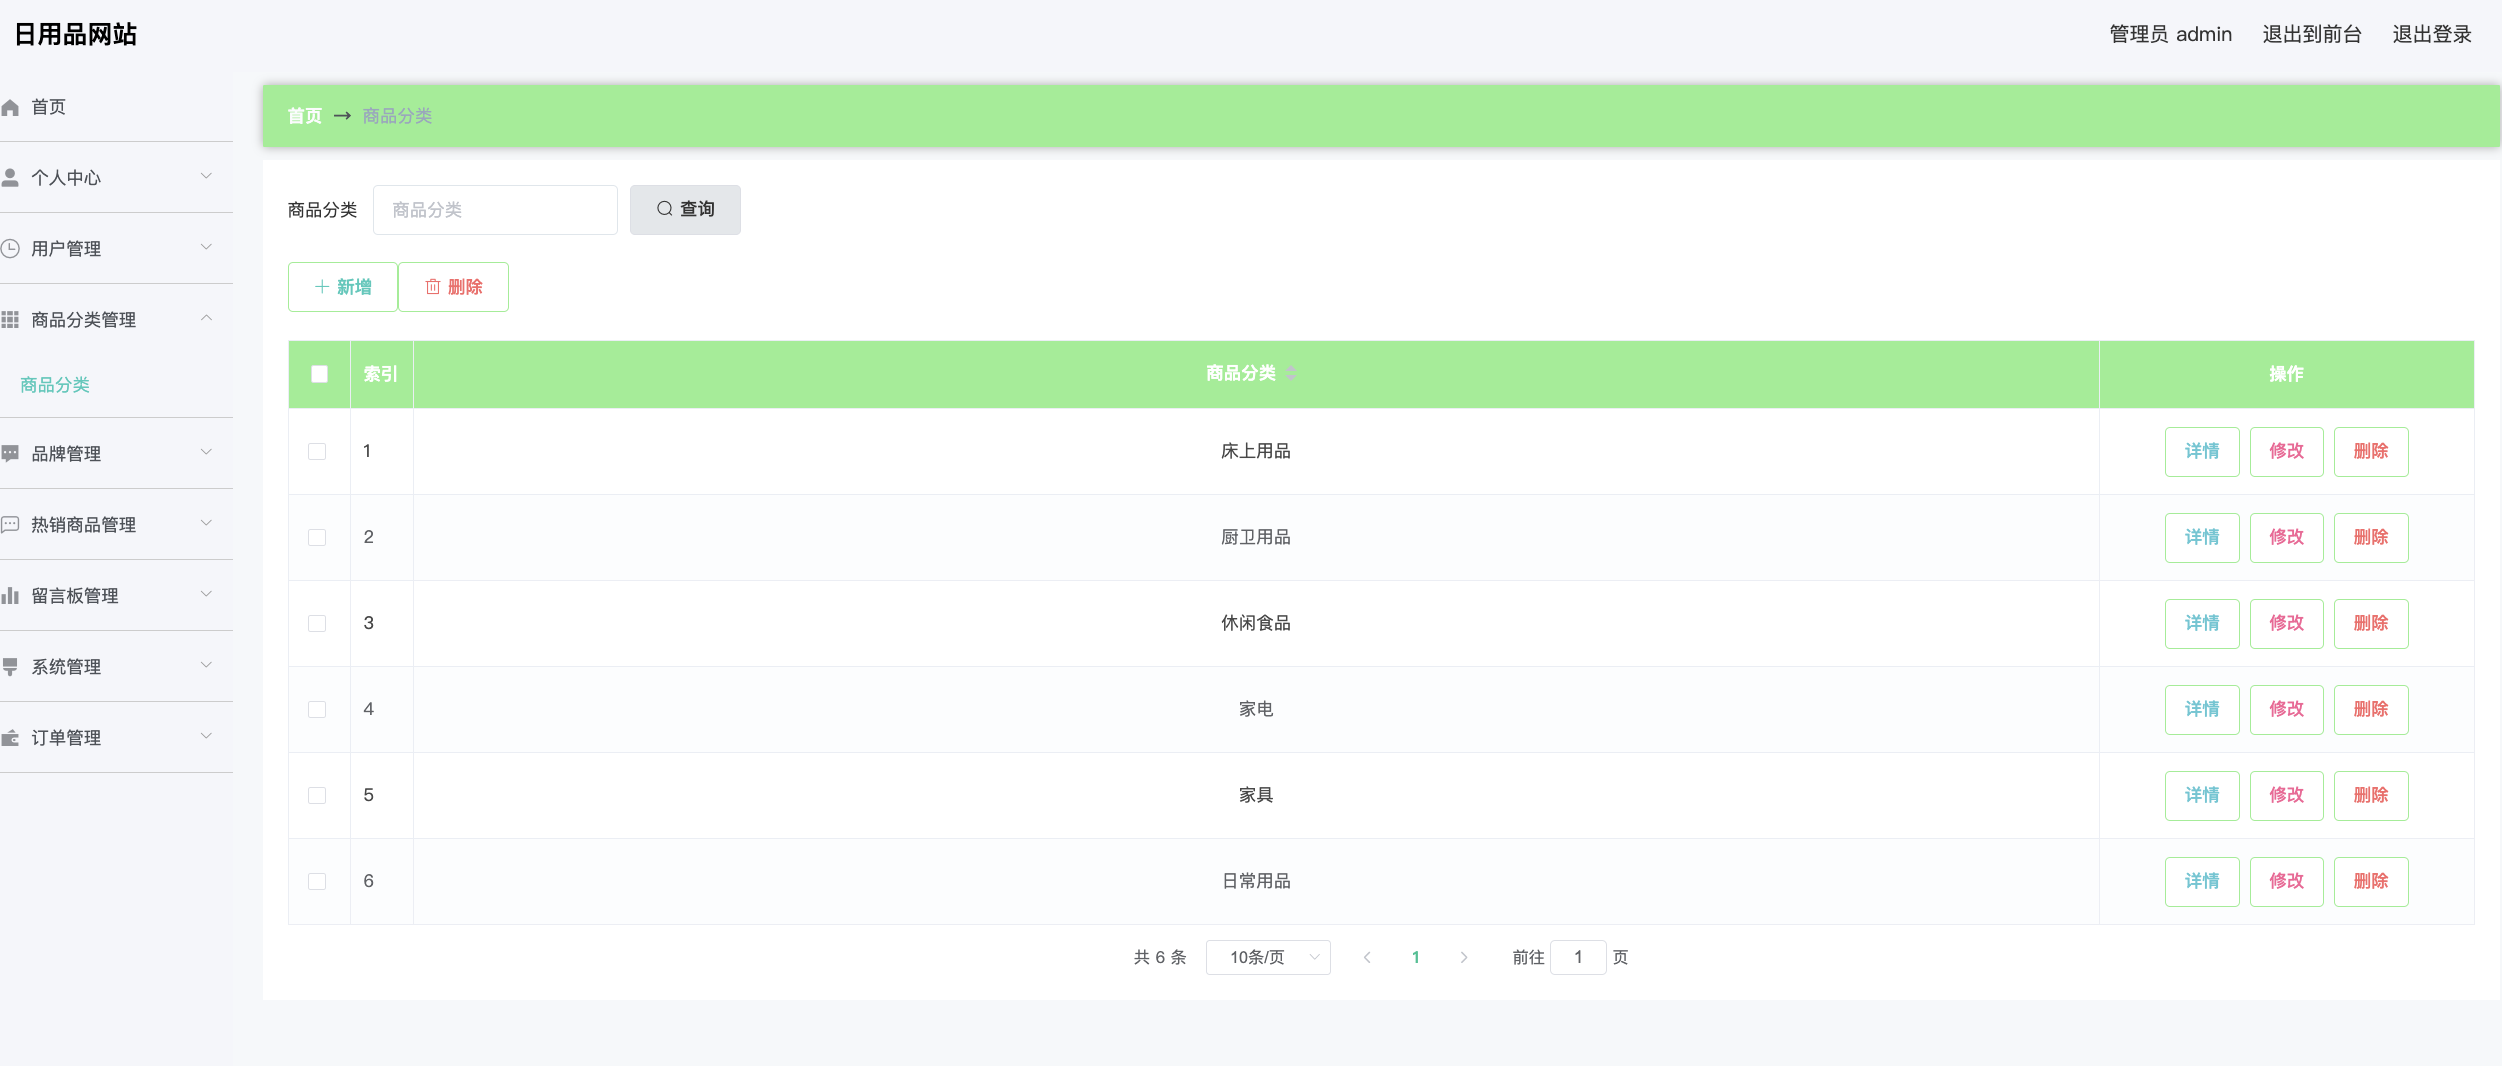 日用品网站
管理员 admin 退出到前台 退出登录
首页
个人中心
用户管理
商品分类管理
商品分类
品牌管理
热销商品管理
留言板管理
系统管理
订单管理
首页 → 商品分类
商品分类 商品分类 查询
新增 删除
索引 商品分类 操作
1 床上用品 详情 修改 删除
2 厨卫用品 详情 修改 删除
3 休闲食品 详情 修改 删除
4 家电 详情 修改 删除
5 家具 详情 修改 删除
6 日常用品 详情 修改 删除
共 6 条 10条/页 1 前往 1 页